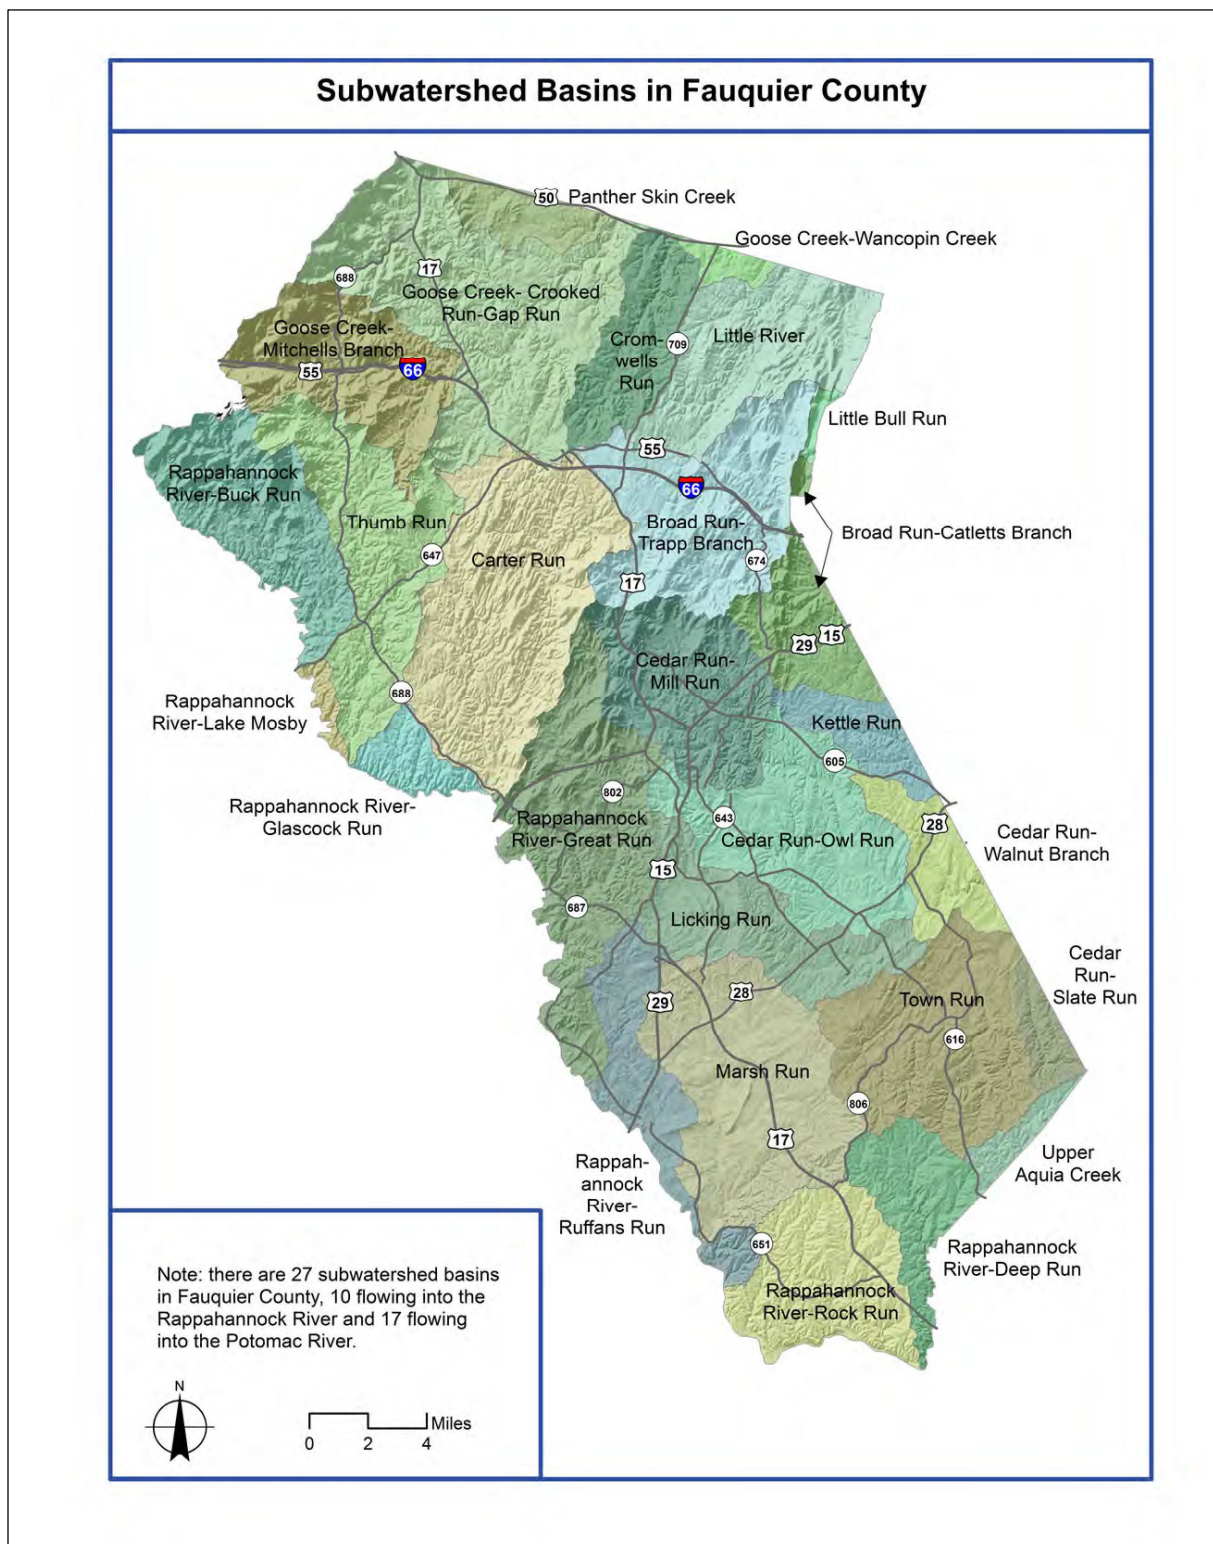 Subwatershed Basins in Fauquier County
50
Panther Skin Creek
Goose Creek-Wancopin Creek
688
17
Goose Creek- Crooked
Run-Gap Run
Goose Creek-
Mitchells Branch
55
66
Crom-
wells
Run
709
Little River
Little Bull Run
55
66
Rappahannock
River-Buck Run
Thumb Run
647
Carter Run
Broad Run-
Trapp Branch
674
Broad Run-Catletts Branch
17
29
15
Cedar Run-
Mill Run
Rappahannock
River-Lake Mosby
688
Kettle Run
605
Rappahannock River-
Glascock Run
802
Rappahannock
River-Great Run
643
Cedar Run-Owl Run
28
Cedar Run-
Walnut Branch
15
687
Licking Run
Cedar
Run-
Slate Run
29
28
Town Run
616
Marsh Run
806
17
Upper
Aquia Creek
Rappah-
annock
River-
Ruffans Run
651
Rappahannock
River-Deep Run
Rappahannock
River-Rock Run
Note: there are 27 subwatershed basins
in Fauquier County, 10 flowing into the
Rappahannock River and 17 flowing
into the Potomac River.
N
Miles
0 2 4